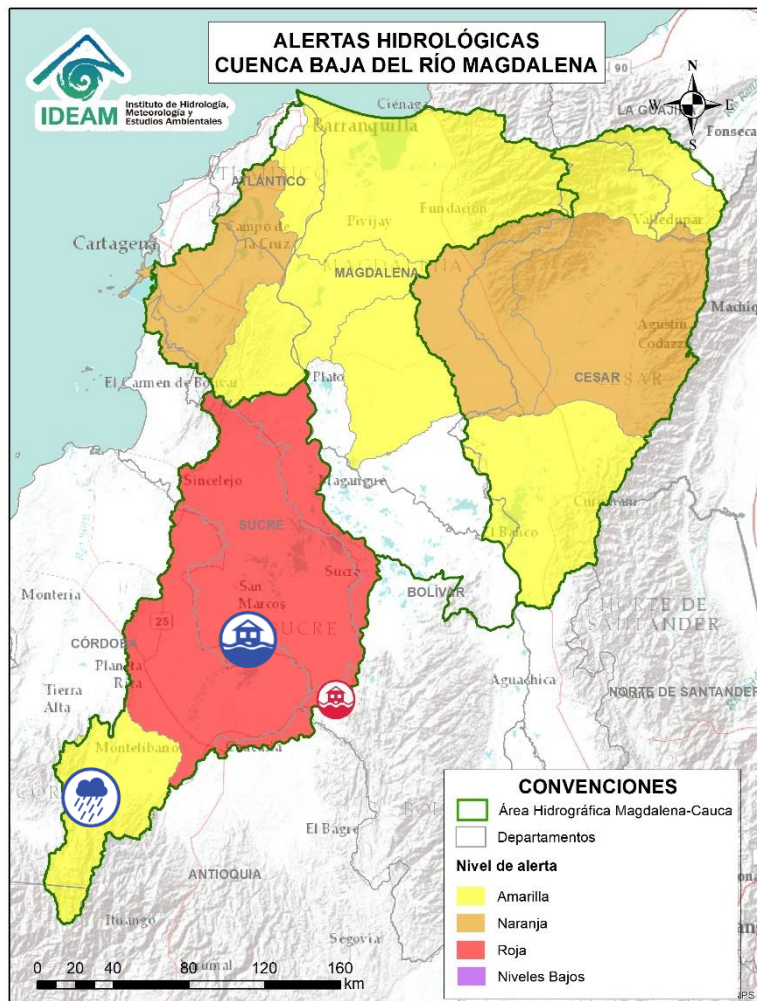 ALERTAS HIDROLÓGICAS
CUENCA BAJA DEL RÍO MAGDALENA
IDEAM
Instituto de Hidrología,
Meteorología y
Estudios Ambientales
90
N
W
E
S
Ciénaga
Barranquilla
LA GUAJIRA
Fonseca
ATLÁNTICO
Campo de
la Cruz
Pivijay
Fundación
Valledupar
Cartagena
MAGDALENA
Agustín
Codazzi
CESAR
El Carmen de Bolívar
Plato
Sincelejo
Magangue
SUCRE
El Banco
Sucre
San
Marcos
SUCRE
BOLÍVAR
Montería
25
CÓRDOBA
Planeta
Rica
Tierra
Alta
NORTE DE
SANTANDER
Aguachica
NORTE DE SANTANDER
Montelibano
El Bagre
ANTIOQUIA
Ituango
Segovia
CONVENCIONES
Área Hidrográfica Magdalena-Cauca
Departamentos
Nivel de alerta
Amarilla
Naranja
Roja
Niveles Bajos
0 20 40 80 120 160
km